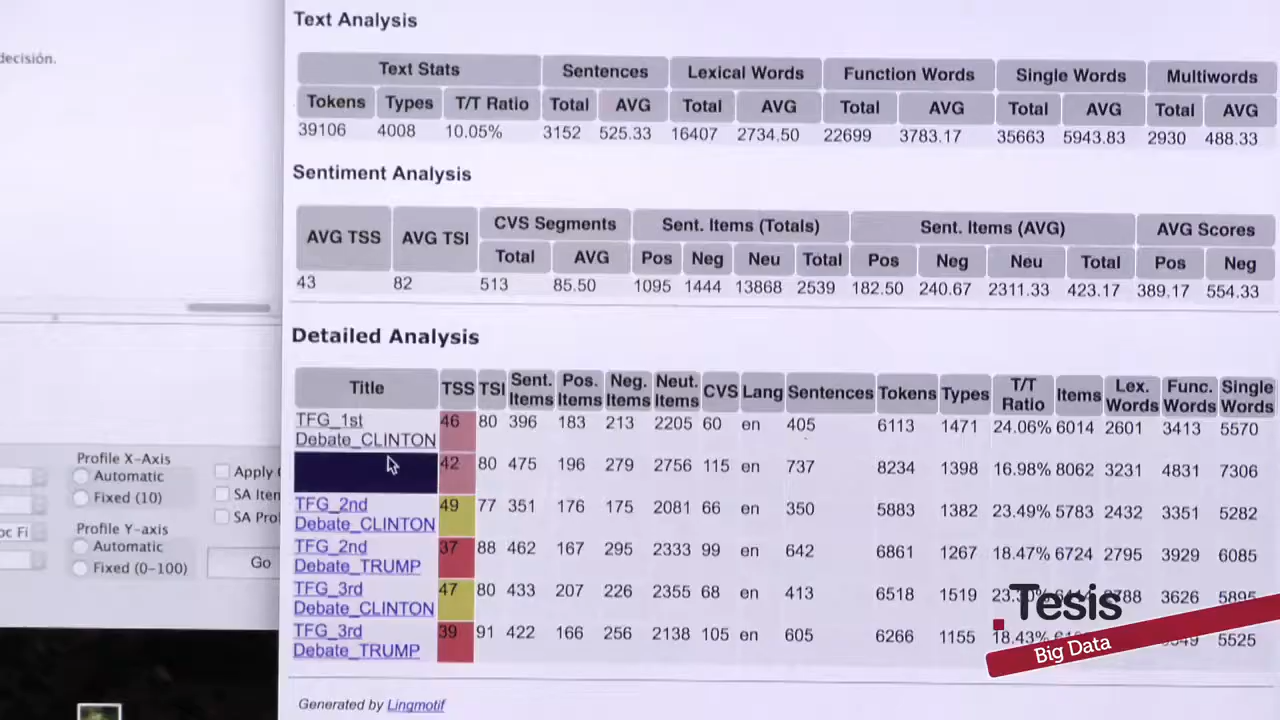 decisión.
Text Analysis
Text Stats Sentences Lexical Words Function Words Single Words Multiwords
Tokens Types T/T Ratio Total AVG Total AVG Total AVG Total AVG Total AVG
39106 4008 10.05% 3152 525.33 16407 2734.50 22699 3783.17 35663 5943.83 2930 488.33
Sentiment Analysis
AVG TSS AVG TSI CVS Segments Sent. Items (Totals) Sent. Items (AVG) AVG Scores
Total AVG Pos Neg Neu Total Pos Neg Neu Total Pos Neg
43 82 513 85.50 1095 1444 13868 2539 182.50 240.67 2311.33 423.17 389.17 554.33
Detailed Analysis
Title TSS TSI Sent. Items Pos. Items Neg. Items Neut. Items CVS Lang Sentences Tokens Types T/T Ratio Items Lex. Words Func. Words Single Words
TFG_1st Debate_CLINTON 46 80 396 183 213 2205 60 en 405 6113 1471 24.06% 6014 2601 3413 5570
42 80 475 196 279 2756 115 en 737 8234 1398 16.98% 8062 3231 4831 7306
TFG_2nd Debate_CLINTON 49 77 351 176 175 2081 66 en 350 5883 1382 23.49% 5783 2432 3351 5282
TFG_2nd Debate_TRUMP 37 88 462 167 295 2333 99 en 642 6861 1267 18.47% 6724 2795 3929 6085
TFG_3rd Debate_CLINTON 47 80 433 207 226 2355 68 en 413 6518 1519 3626 5895
TFG_3rd Debate_TRUMP 39 91 422 166 256 2138 105 en 605 6266 1155 18.43% 5525
Generated by Lingmotif
Profile X-Axis
Automatic
Fixed (10)
Profile Y-axis
Automatic
Fixed (0-100)
Apply
SA Iten
SA Pro
oc Fi
Go
Tesis
Big Data